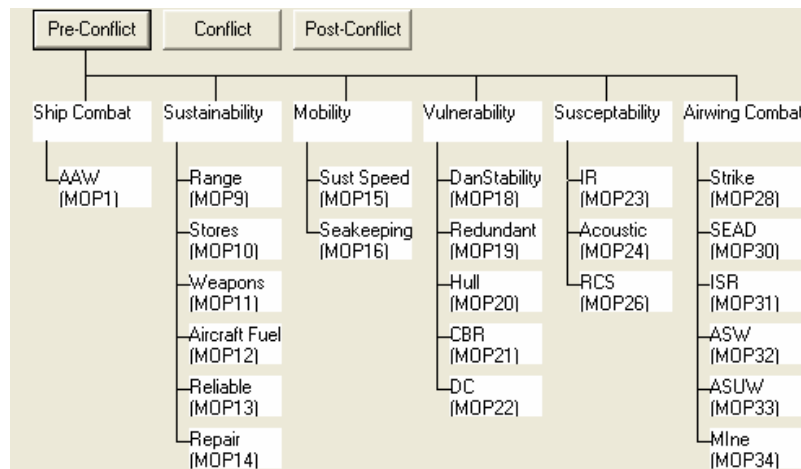 Pre-Conflict
Conflict
Post-Conflict
Ship Combat
Sustainability
Mobility
Vulnerability
Susceptability
Airwing Combat
AAW
(MOP1)
Range
(MOP9)
Stores
(MOP10)
Weapons
(MOP11)
Aircraft Fuel
(MOP12)
Reliable
(MOP13)
Repair
(MOP14)
Sust Speed
(MOP15)
Seakeeping
(MOP16)
DanStability
(MOP18)
Redundant
(MOP19)
Hull
(MOP20)
CBR
(MOP21)
DC
(MOP22)
IR
(MOP23)
Acoustic
(MOP24)
RCS
(MOP26)
Strike
(MOP28)
SEAD
(MOP30)
ISR
(MOP31)
ASW
(MOP32)
ASUW
(MOP33)
MIne
(MOP34)